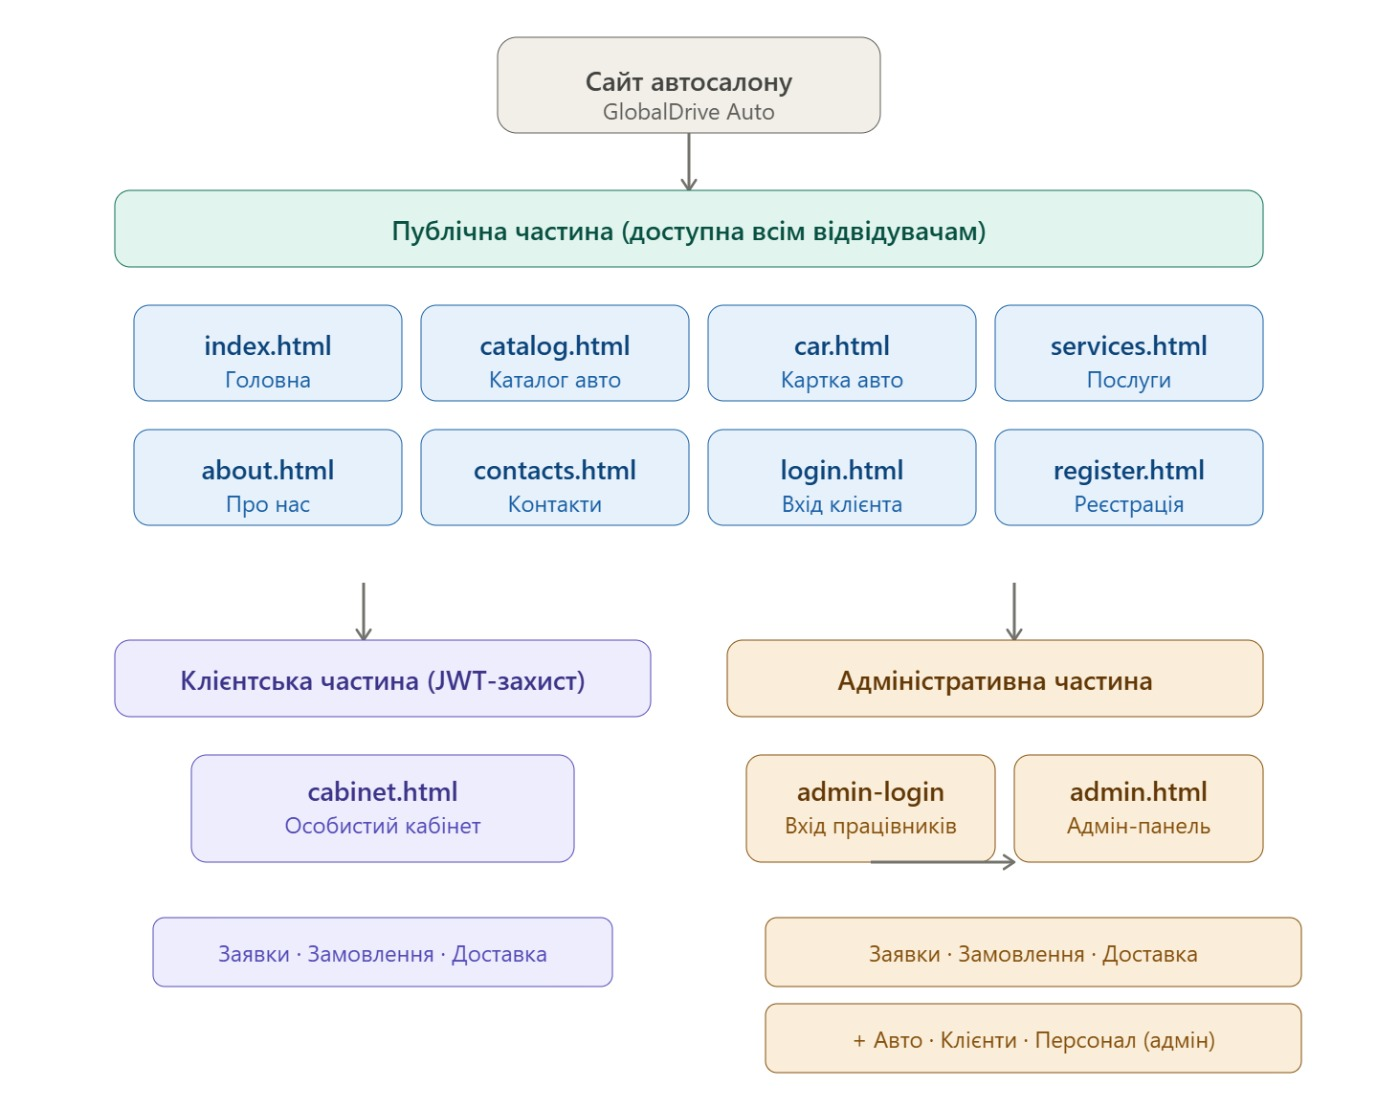 Сайт автосалону
GlobalDrive Auto
Публічна частина (доступна всім відвідувачам)
index.html
Головна
catalog.html
Каталог авто
car.html
Картка авто
services.html
Послуги
about.html
Про нас
contacts.html
Контакти
login.html
Вхід клієнта
register.html
Реєстрація
Клієнтська частина (JWT-захист)
Адміністративна частина
cabinet.html
Особистий кабінет
admin-login
Вхід працівників
admin.html
Адмін-панель
Заявки · Замовлення · Доставка
Заявки · Замовлення · Доставка
+ Авто · Клієнти · Персонал (адмін)